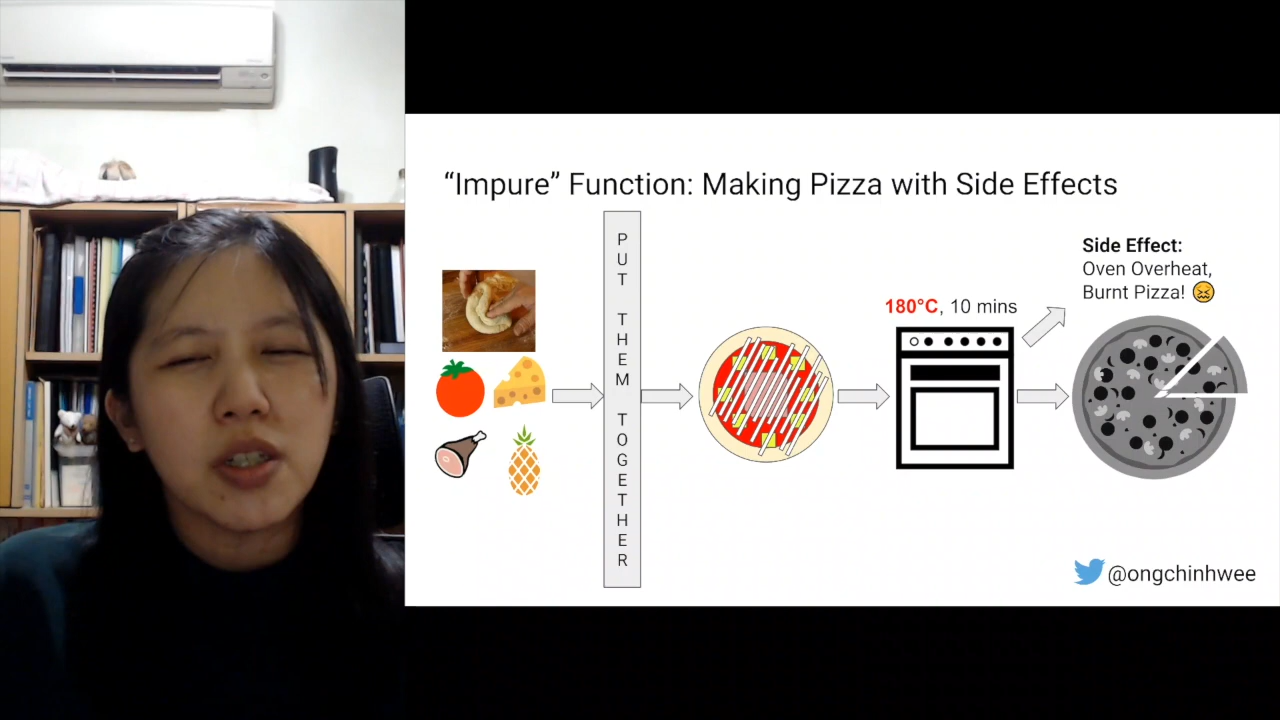 “Impure” Function: Making Pizza with Side Effects
PUT THEM TOGETHER
180°C, 10 mins
Side Effect:
Oven Overheat,
Burnt Pizza! 😖
@ongchinhwee